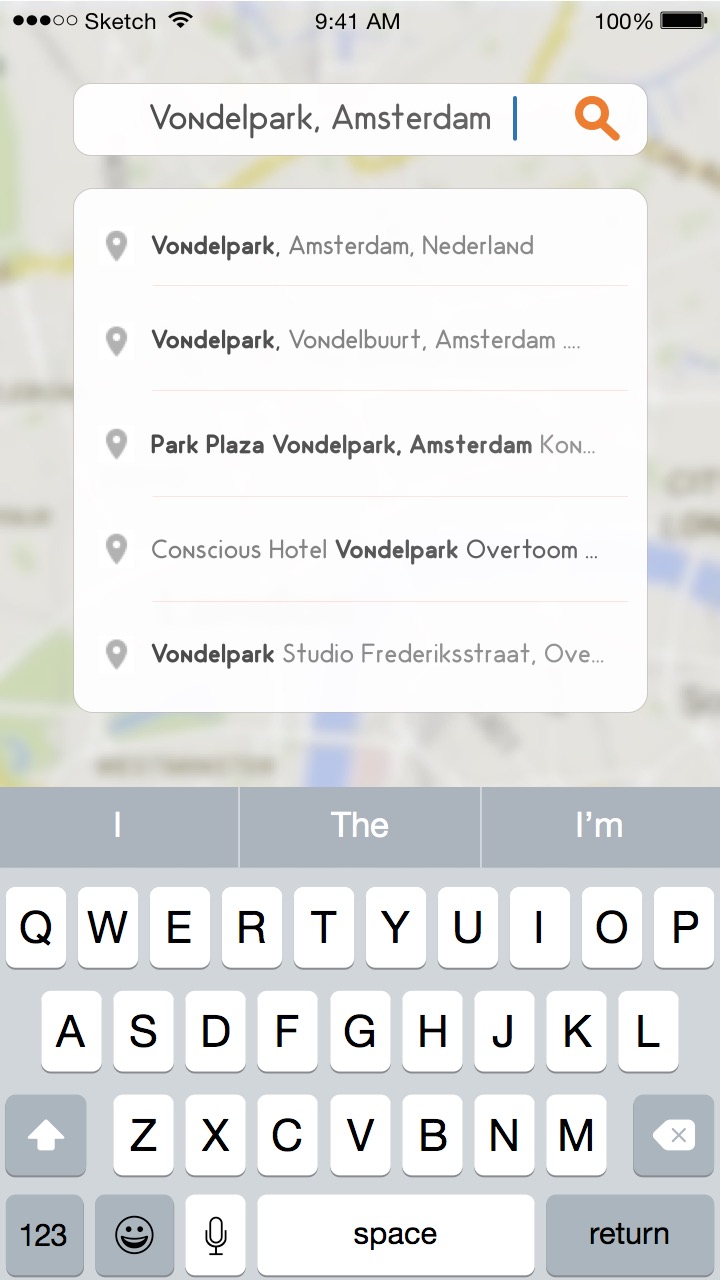 Sketch 9:41 AM 100%
Vondelpark, Amsterdam
Vondelpark, Amsterdam, Nederland
Vondelpark, Vondelbuurt, Amsterdam ....
Park Plaza Vondelpark, Amsterdam Kon...
Conscious Hotel Vondelpark Overtoom ...
Vondelpark Studio Frederiksstraat, Ove...
WESTMINSTER
I The I’m
Q W E R T Y U I O P
A S D F G H J K L
Z X C V B N M
123 space return